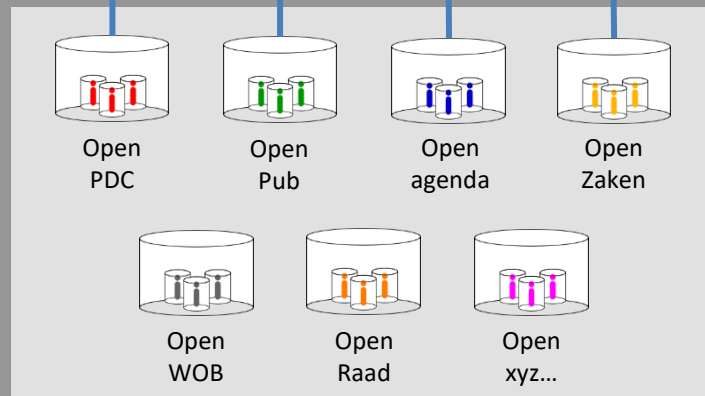 Open
PDC
Open
Pub
Open
agenda
Open
Zaken
Open
WOB
Open
Raad
Open
xyz…